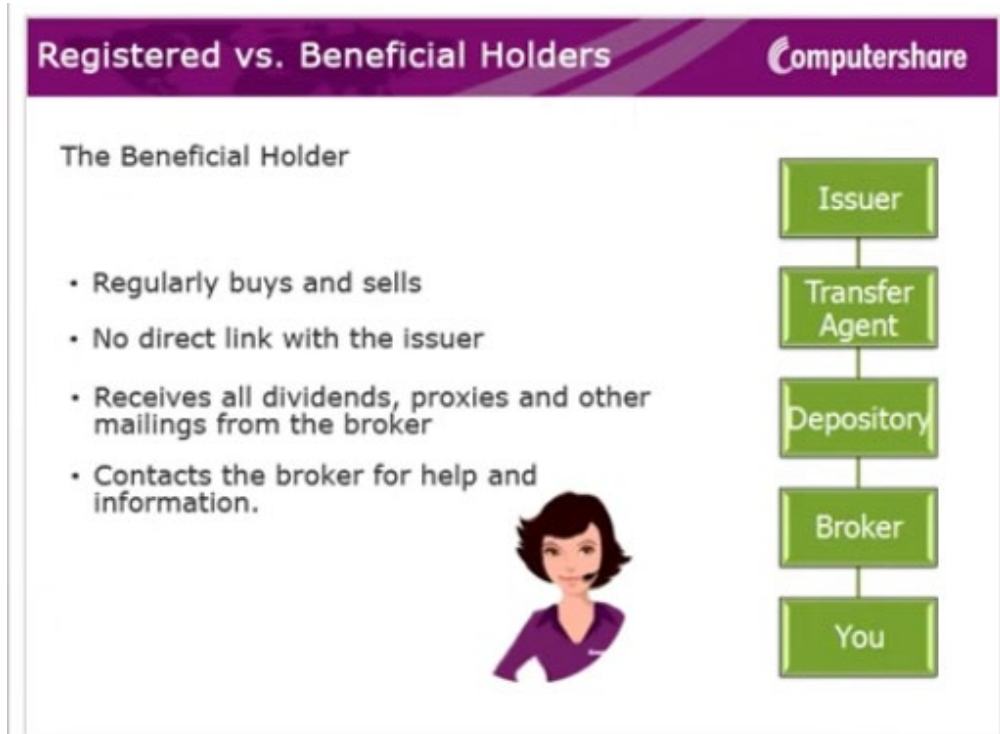 Registered vs. Beneficial Holders
Computershare
The Beneficial Holder
• Regularly buys and sells
• No direct link with the issuer
• Receives all dividends, proxies and other
mailings from the broker
• Contacts the broker for help and
information.
Issuer
Transfer
Agent
Depository
Broker
You